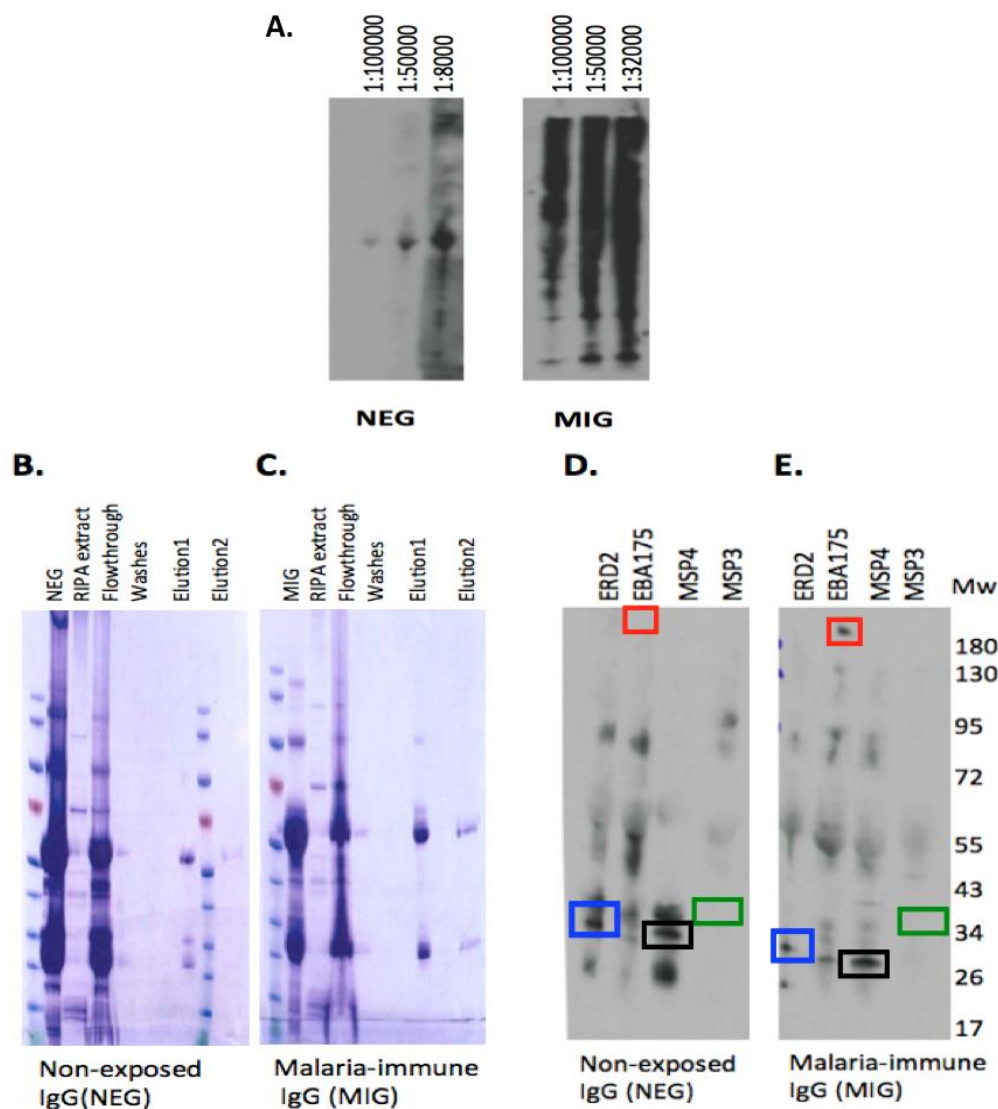 A.
1:100000
1:50000
1:8000
1:100000
1:50000
1:32000
NEG
MIG
B.
NEG
RIPA extract
Flowthrough
Washes
Elution1
Elution2
Non-exposed
IgG(NEG)
C.
MIG
RIPA extract
Flowthrough
Washes
Elution1
Elution2
Malaria-immune
IgG (MIG)
D.
ERD2
EBA175
MSP4
MSP3
Non-exposed
IgG (NEG)
E.
ERD2
EBA175
MSP4
MSP3
Mw
180
130
95
72
55
43
34
26
17
Malaria-immune
IgG (MIG)